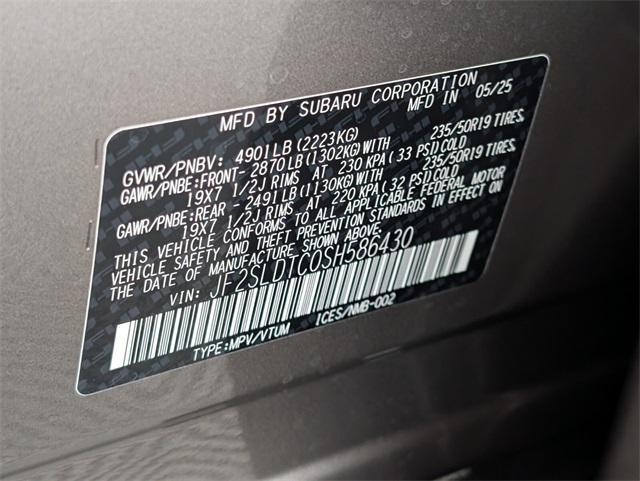 MFD BY SUBARU CORPORATION
MFD IN 05/25
GVWR/PNBV: 4901LB(2223KG)
GAWR/PNBE:FRONT- 2870LB(1302KG)WITH 235/50R19 TIRES,
19X7 1/2J RIMS AT 230 KPA(33 PSI)COLD
GAWR/PNBE:REAR - 2491LB(1130KG)WITH 235/50R19 TIRES,
19X7 1/2J RIMS AT 220 KPA(32 PSI)COLD
THIS VEHICLE CONFORMS TO ALL APPLICABLE FEDERAL MOTOR
VEHICLE SAFETY AND THEFT PREVENTION STANDARDS IN EFFECT ON
THE DATE OF MANUFACTURE SHOWN ABOVE.
VIN: JF2SLDTC0SH586430
TYPE:MPV/VTUM ICES/NMB-002